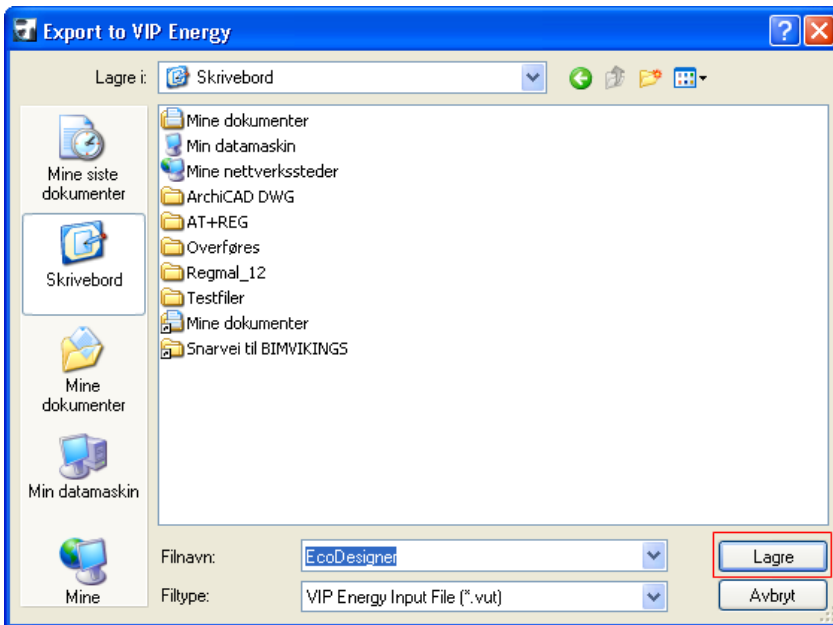 Export to VIP Energy
Lagre i:
Skrivebord
Mine siste
dokumenter
Skrivebord
Mine
dokumenter
Min datamaskin
Mine
Mine dokumenter
Min datamaskin
Mine nettverkssteder
ArchiCAD DWG
AT+REG
Overføres
Regmal_12
Testfiler
Mine dokumenter
Snarvei til BIMVIKINGS
Filnavn:
EcoDesigner
Lagre
Filtype:
VIP Energy Input File (*.vut)
Avbryt